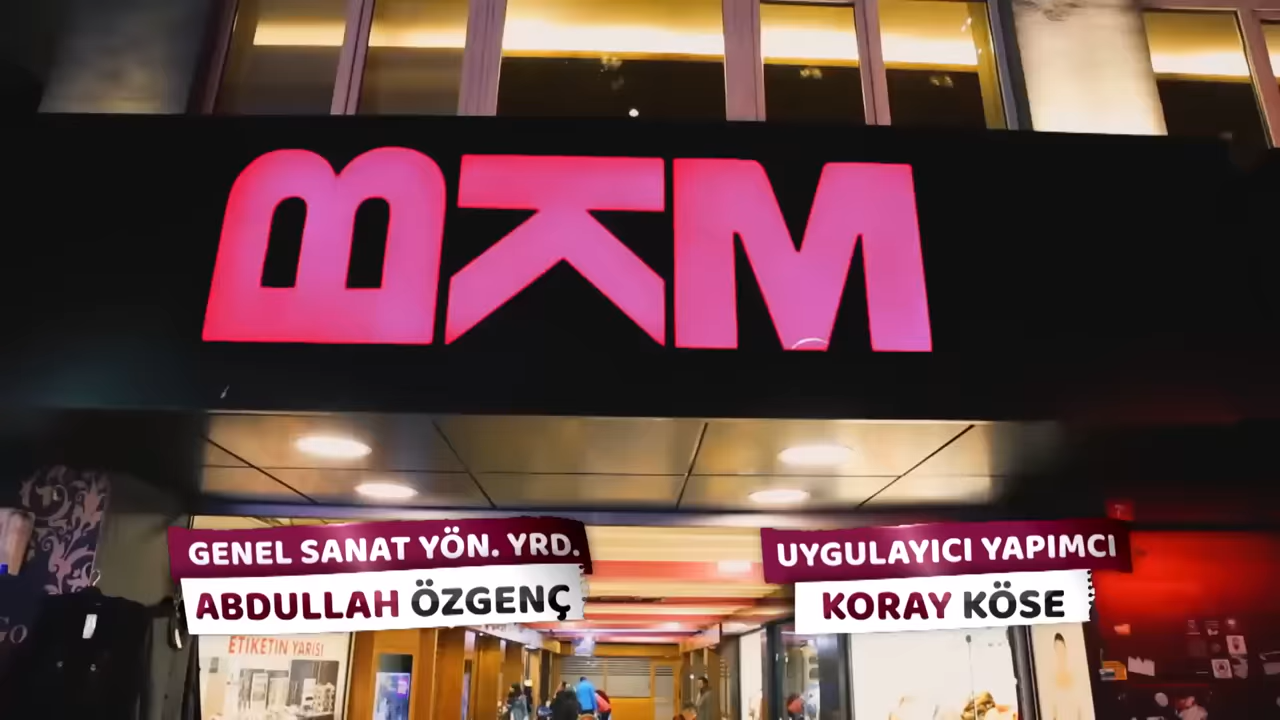 BKM
GENEL SANAT YÖN. YRD.
ABDULLAH ÖZGENÇ
UYGULAYICI YAPIMCI
KORAY KÖSE
ETİKETİN YARISI